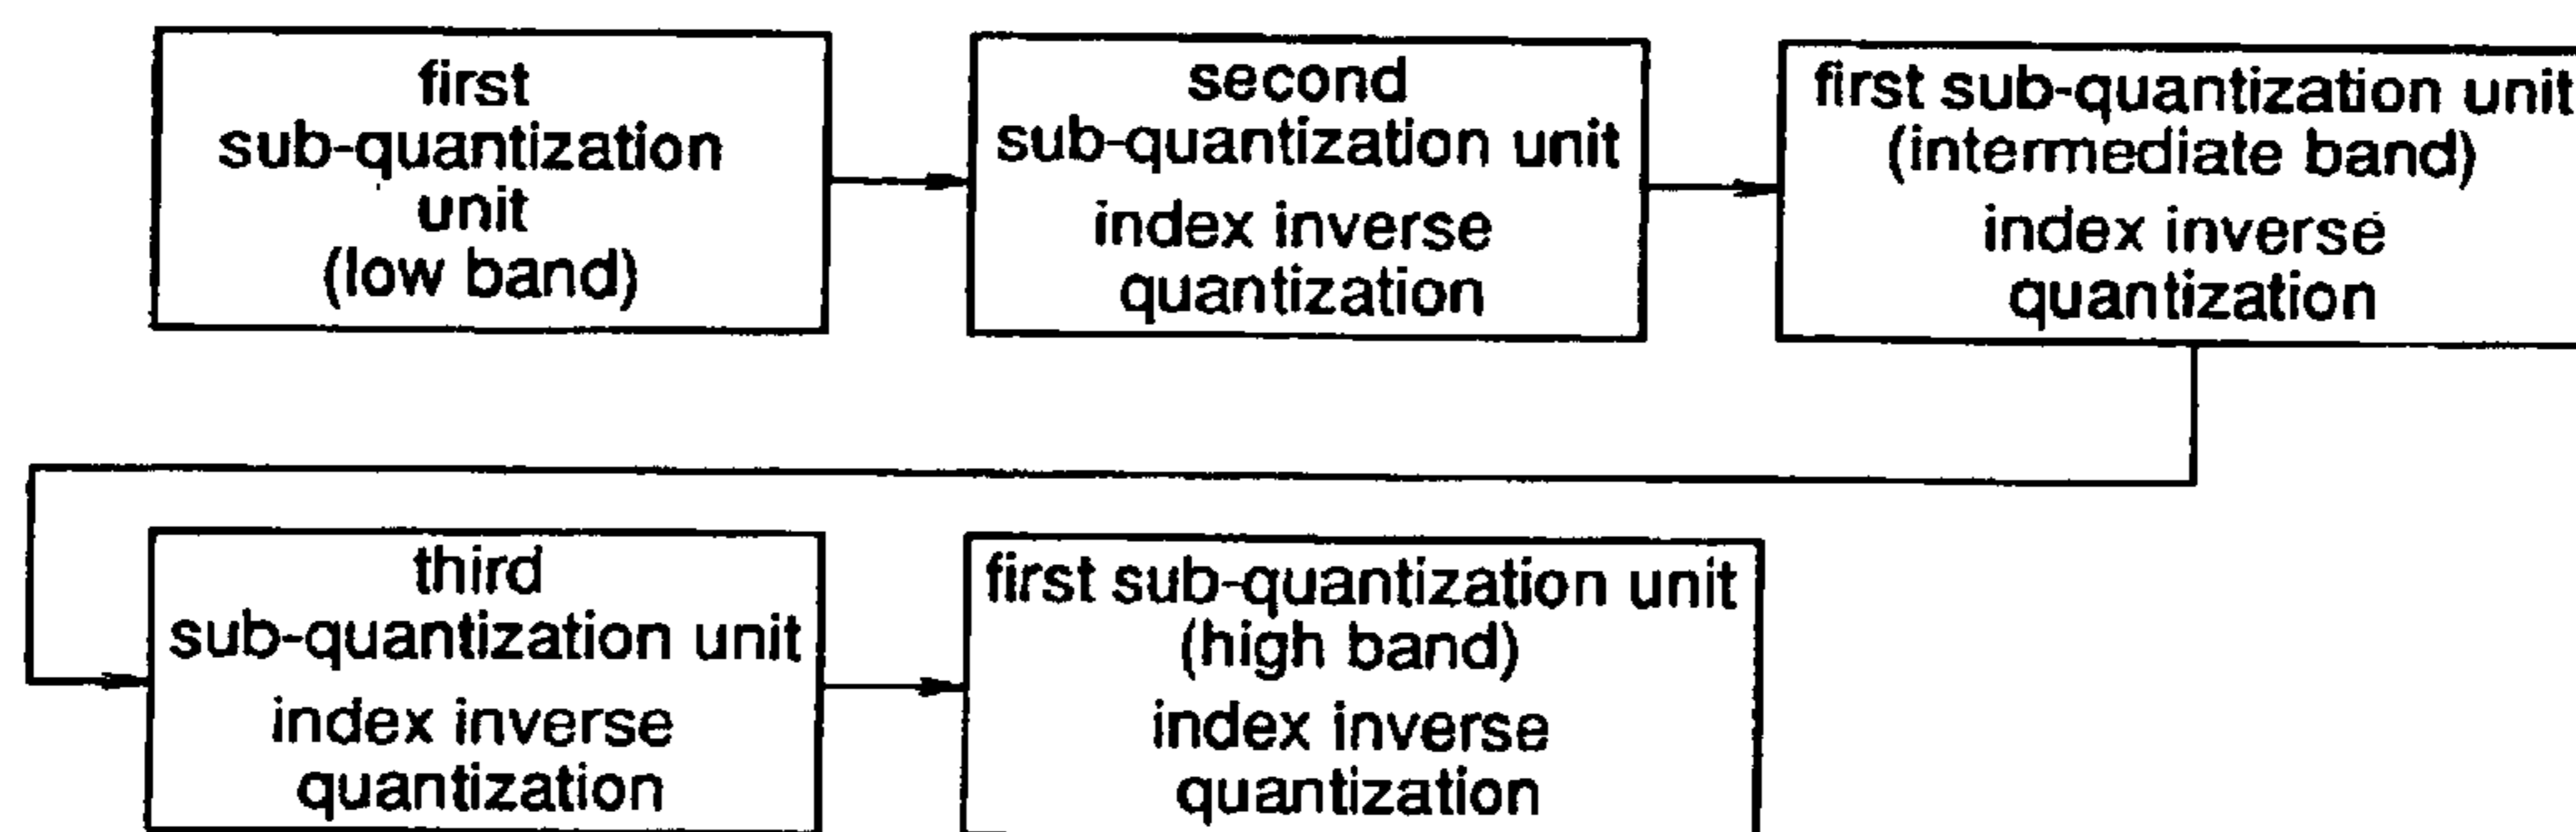 first
sub-quantization
unit
(low band)
second
sub-quantization unit
index inverse
quantization
first sub-quantization unit
(intermediate band)
index inverse
quantization
third
sub-quantization unit
index inverse
quantization
first sub-quantization unit
(high band)
index inverse
quantization